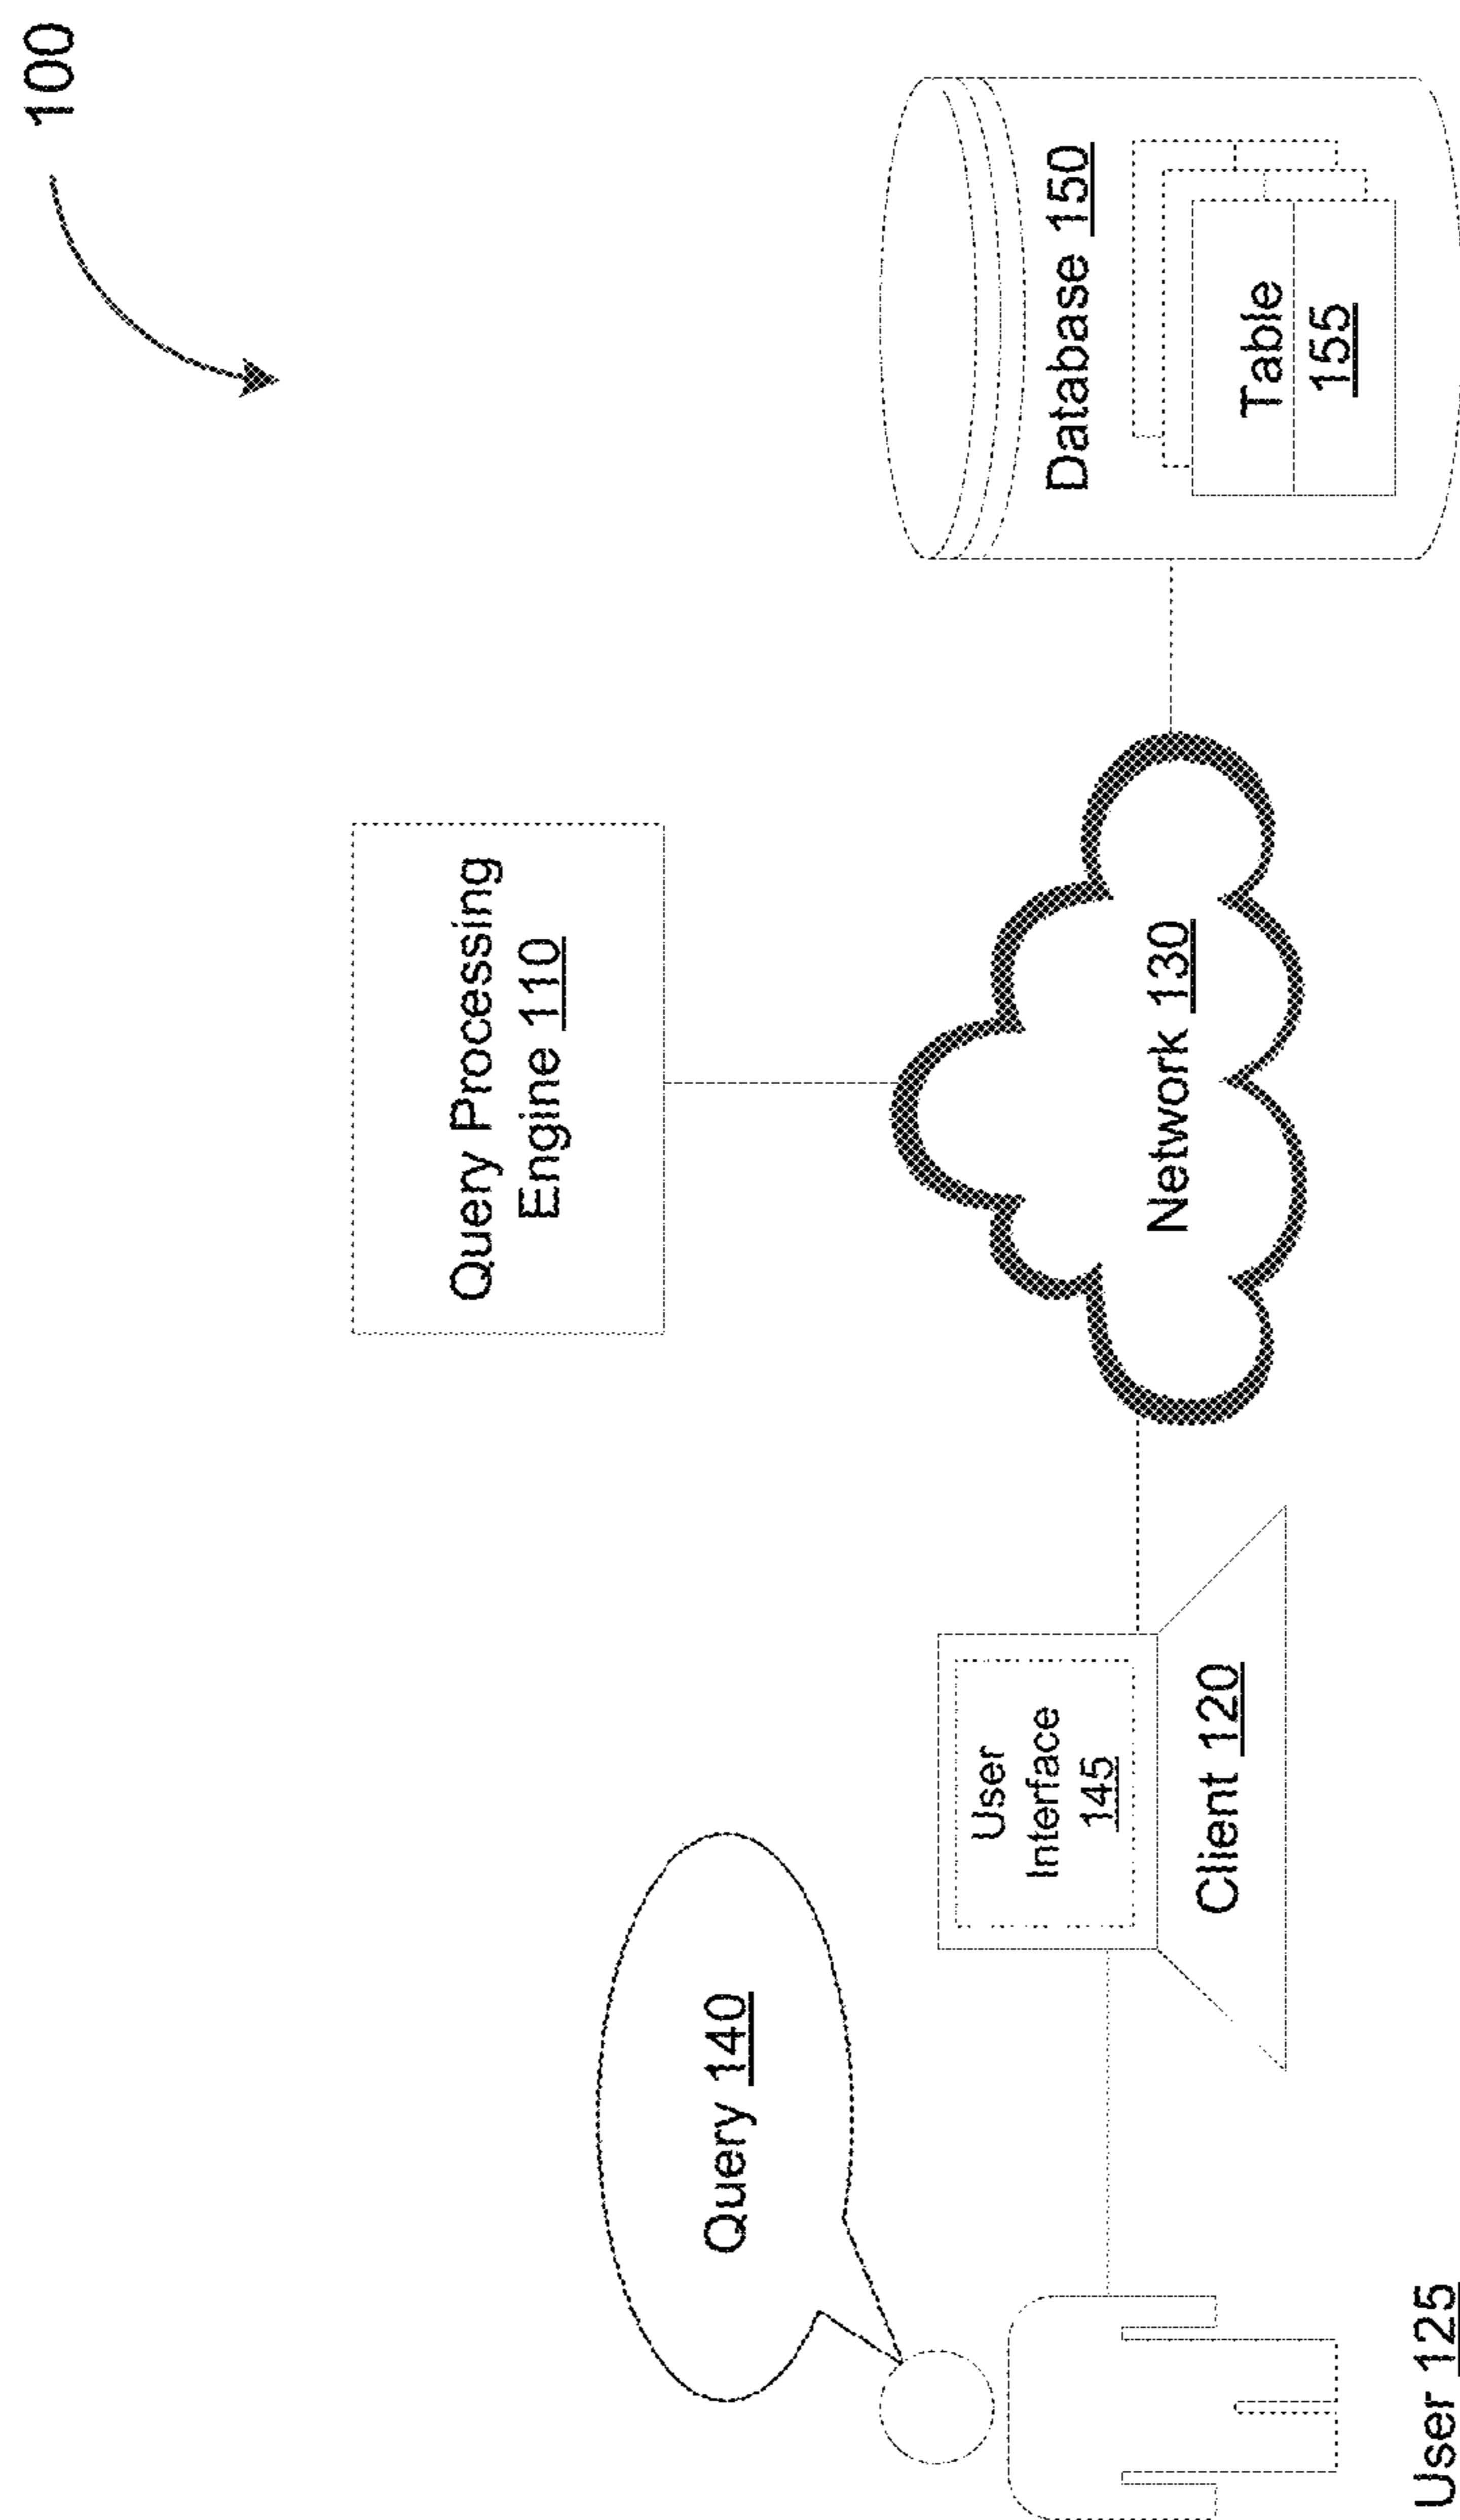 100
Query Processing
Engine 110
Query 140
User
Interface
145
Client 120
Network 130
Database 150
Table
155
User 125